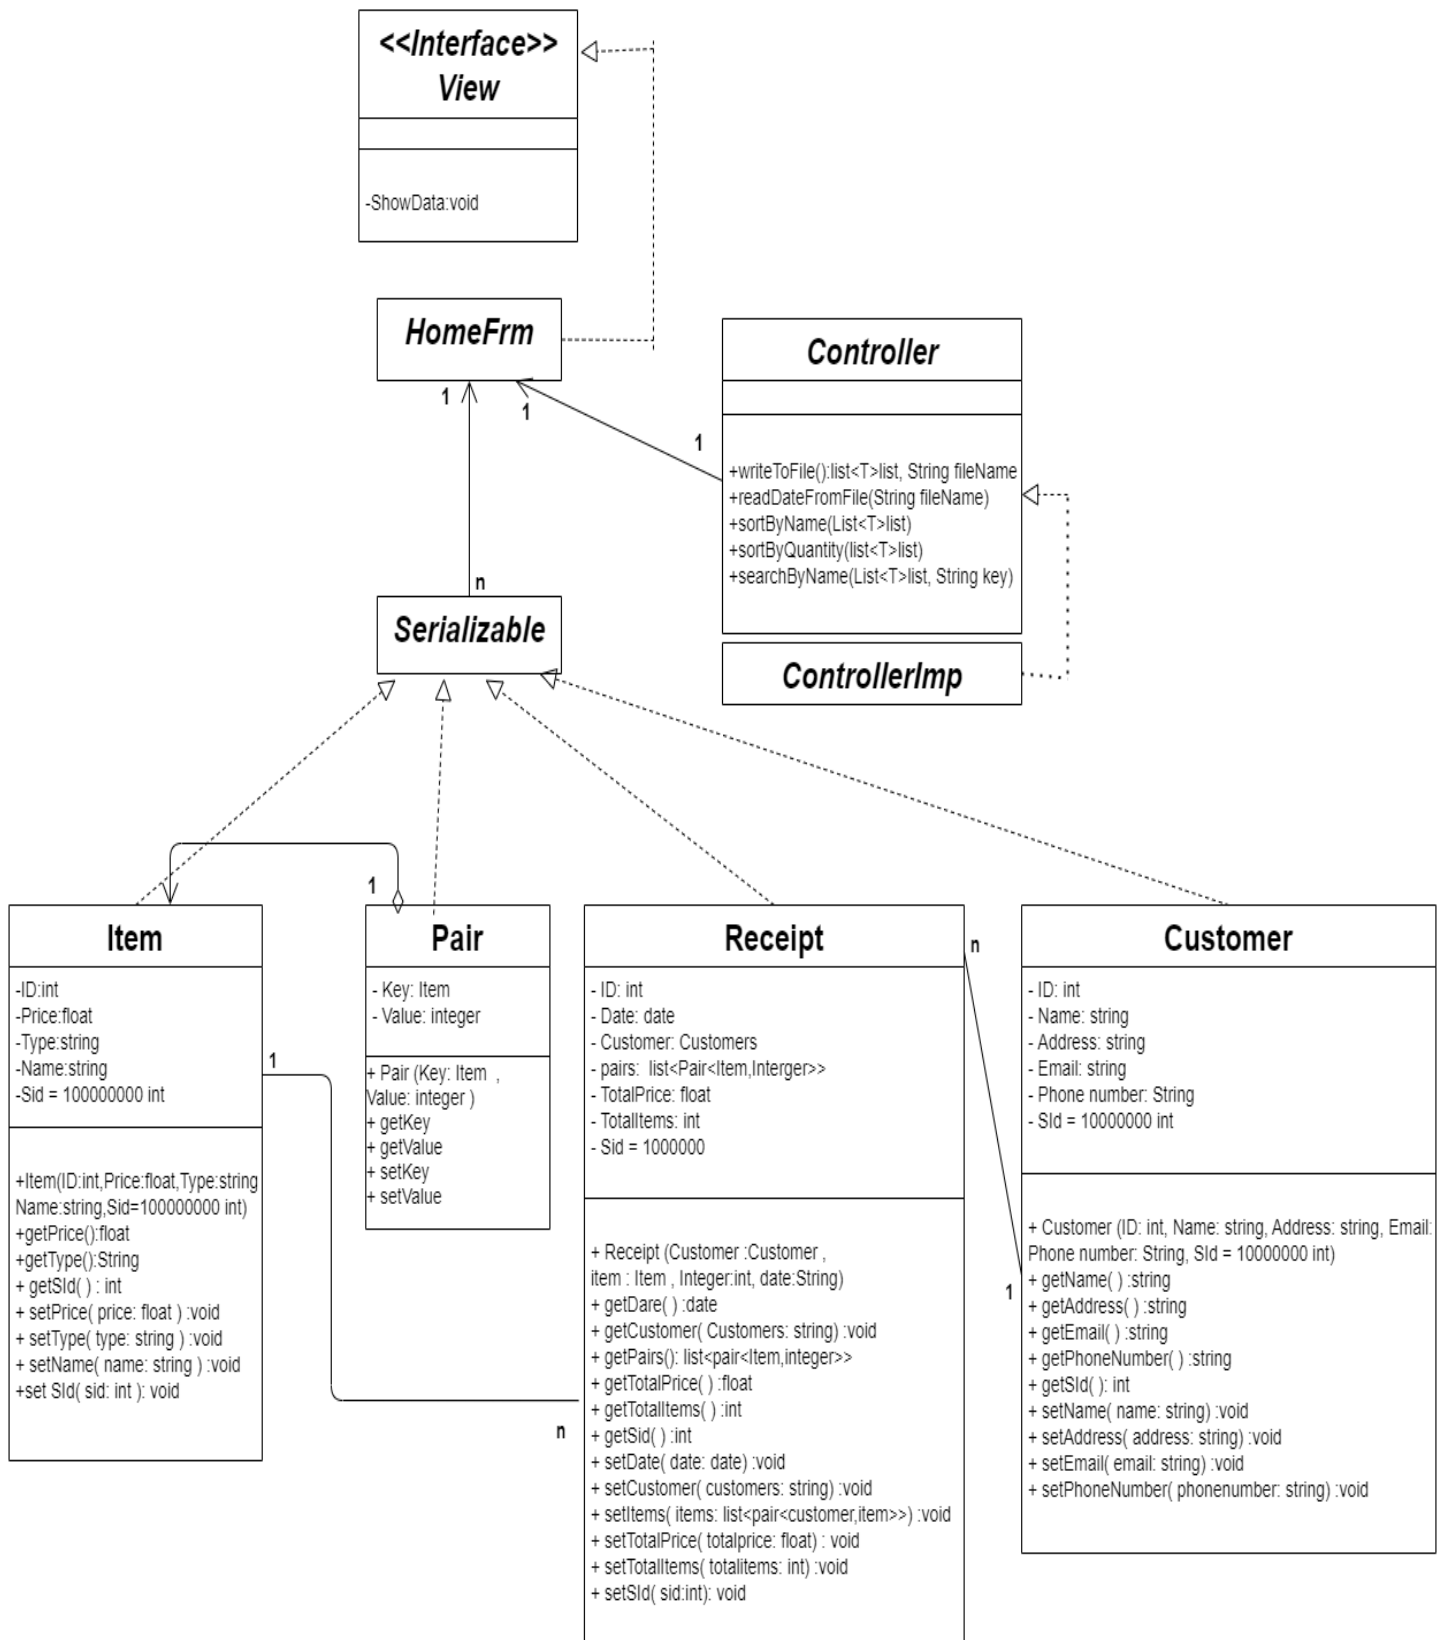 <<Interface>>
View
-ShowData:void
HomeFrm
1
1
1
n
Controller
+writeToFile():list<T>list, String fileName
+readDateFromFile(String fileName)
+sortByName(List<T>list)
+sortByQuantity(list<T>list)
+searchByName(List<T>list, String key)
ControllerImp
Serializable
Item
-ID:int
-Price:float
-Type:string
-Name:string
-Sid = 100000000 int
+Item(ID:int,Price:float,Type:string
Name:string,Sid=100000000 int)
+getPrice():float
+getType():String
+ getSId( ) : int
+ setPrice( price: float ) :void
+ setType( type: string ) :void
+ setName( name: string ) :void
+set SId( sid: int ): void
1
1
Pair
- Key: Item
- Value: integer
+ Pair (Key: Item ,
Value: integer )
+ getKey
+ getValue
+ setKey
+ setValue
n
Receipt
- ID: int
- Date: date
- Customer: Customers
- pairs: list<Pair<Item,Interger>>
- TotalPrice: float
- TotalItems: int
- Sid = 1000000
+ Receipt (Customer :Customer ,
item : Item , Integer:int, date:String)
+ getDare( ) :date
+ getCustomer( Customers: string) :void
+ getPairs(): list<pair<Item,integer>>
+ getTotalPrice( ) :float
+ getTotalItems( ) :int
+ getSid( ) :int
+ setDate( date: date) :void
+ setCustomer( customers: string) :void
+ setItems( items: list<pair<customer,item>>) :void
+ setTotalPrice( totalprice: float) : void
+ setTotalItems( totalitems: int) :void
+ setSId( sid:int): void
n
1
Customer
- ID: int
- Name: string
- Address: string
- Email: string
- Phone number: String
- SId = 10000000 int
+ Customer (ID: int, Name: string, Address: string, Email:
Phone number: String, SId = 10000000 int)
+ getName( ) :string
+ getAddress( ) :string
+ getEmail( ) :string
+ getPhoneNumber( ) :string
+ getSId( ): int
+ setName( name: string) :void
+ setAddress( address: string) :void
+ setEmail( email: string) :void
+ setPhoneNumber( phonenumber: string) :void